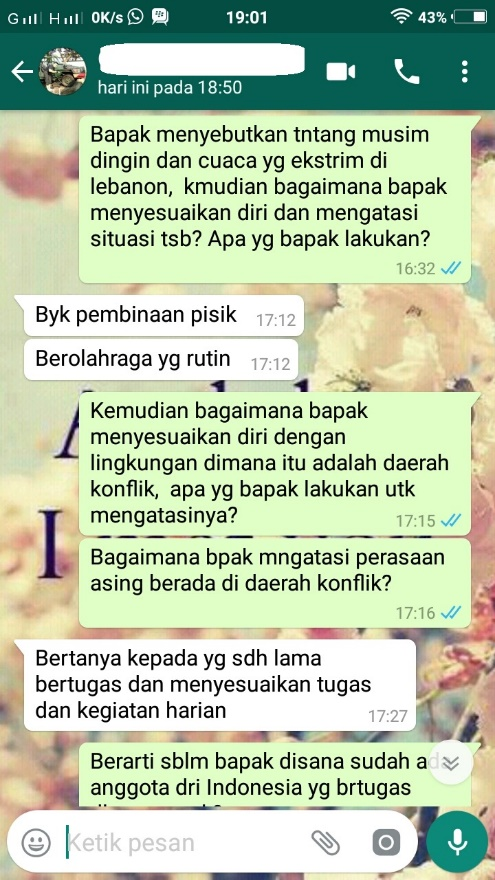 G H 0K/s 19:01 43%
hari ini pada 18:50
Bapak menyebutkan tntang musim
dingin dan cuaca yg ekstrim di
lebanon, kmudian bagaimana bapak
menyesuaikan diri dan mengatasi
situasi tsb? Apa yg bapak lakukan?
16:32
Byk pembinaan pisik 17:12
Berolahraga yg rutin 17:12
Kemudian bagaimana bapak
menyesuaikan diri dengan
lingkungan dimana itu adalah daerah
konflik, apa yg bapak lakukan utk
mengatasinya? 17:15
Bagaimana bpak mngatasi perasaan
asing berada di daerah konflik?
17:16
Bertanya kepada yg sdh lama
bertugas dan menyesuaikan tugas
dan kegiatan harian 17:27
Berarti sblm bapak disana sudah
anggota dri Indonesia yg brtugas
Ketik pesan